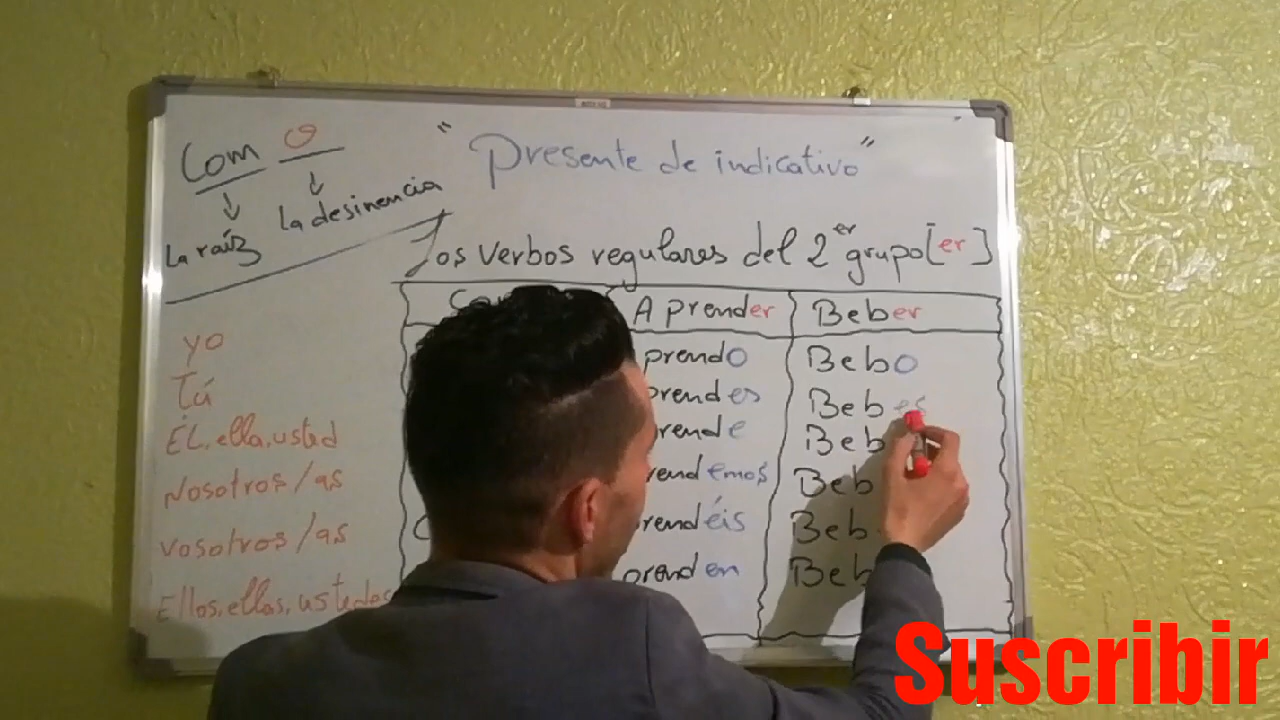 Com o
"Presente de indicativo"
la raíz
la desinencia
Los verbos regulares del 2er grupo [er]
Aprender
Beber
yo
prendo
Bebo
Tú
rendes
Bebes
ÉL, ella, usted
rende
Beb
Nosotros/as
rendemos
Beb
vosotros/as
rendéis
Beb
Ellos, ellas, ustedes
prenden
Beb
Suscribir